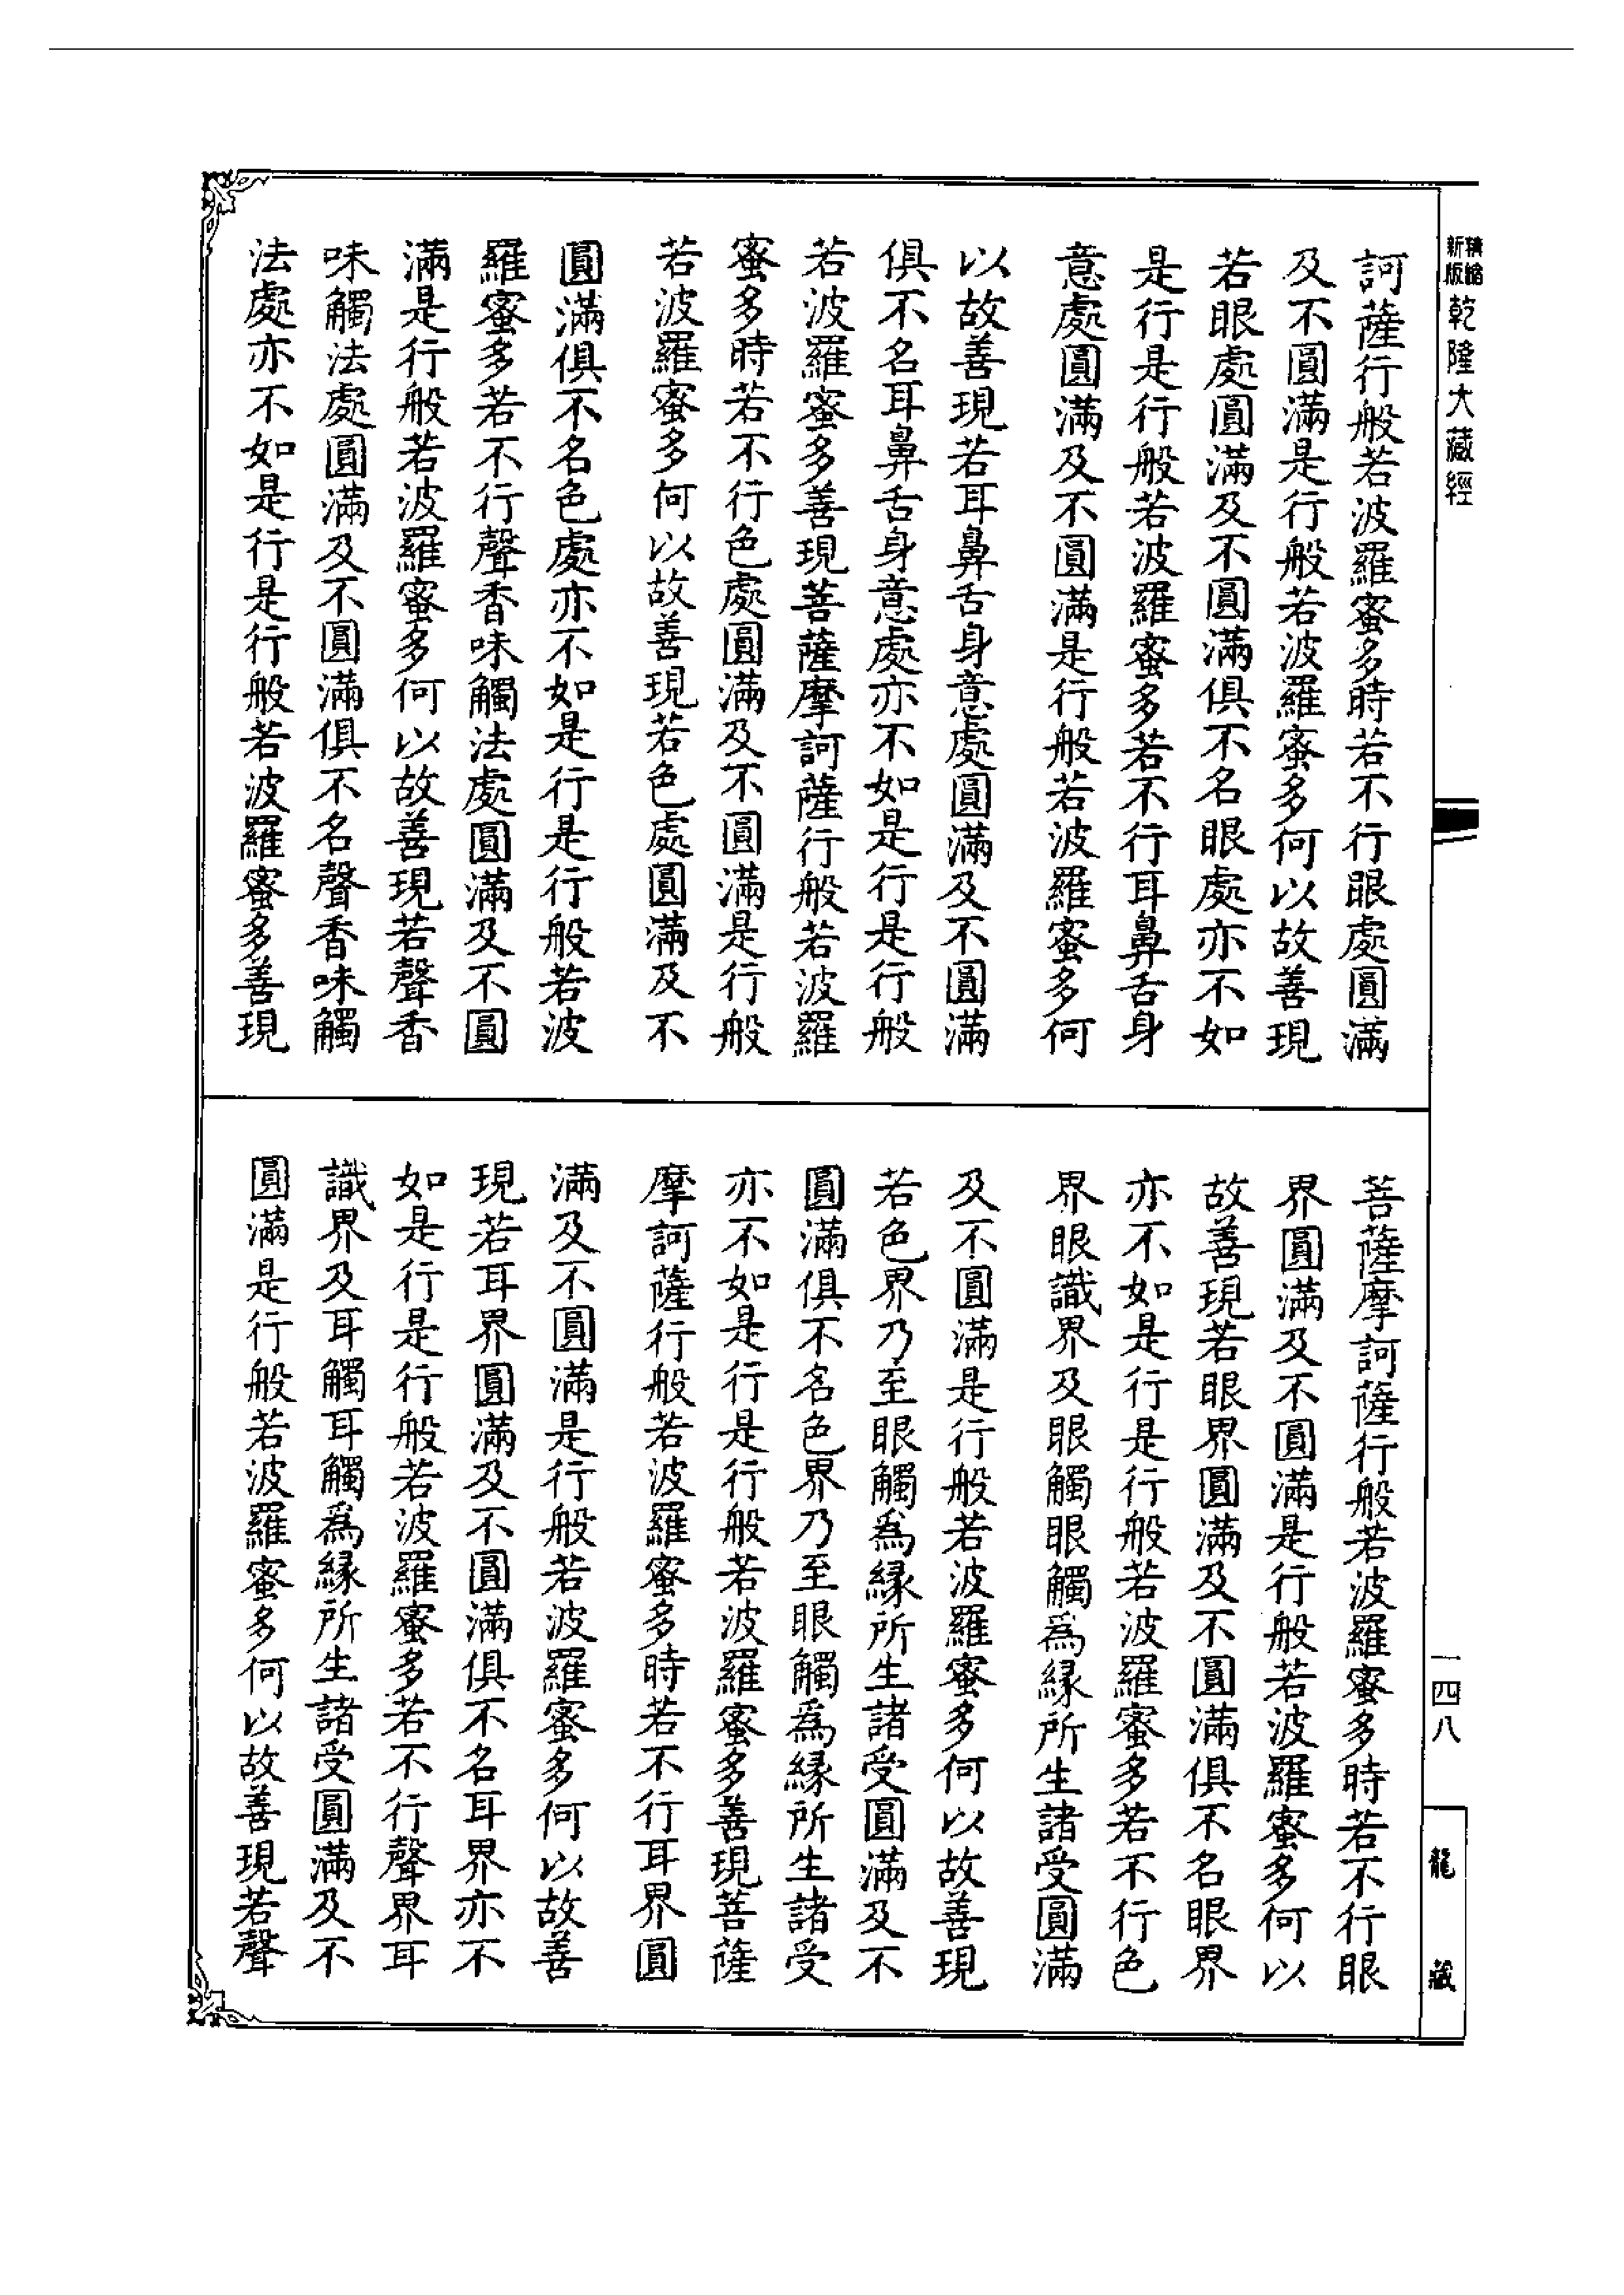 精縮新版乾隆大藏經
訶薩行般若波羅蜜多時若不行眼處圓滿
及不圓滿是行般若波羅蜜多何以故善現
若眼處圓滿及不圓滿俱不名眼處亦不如
是行是行般若波羅蜜多若不行耳鼻舌身
意處圓滿及不圓滿是行般若波羅蜜多何
以故善現若耳鼻舌身意處圓滿及不圓滿
俱不名耳鼻舌身意處亦不如是行是行般
若波羅蜜多善現菩薩摩訶薩行般若波羅
蜜多時若不行色處圓滿及不圓滿是行般
若波羅蜜多何以故善現若色處圓滿及不
圓滿俱不名色處亦不如是行是行般若波
羅蜜多若不行聲香味觸法處圓滿及不圓
滿是行般若波羅蜜多何以故善現若聲香
味觸法處圓滿及不圓滿俱不名聲香味觸
法處亦不如是行是行般若波羅蜜多善現
菩薩摩訶薩行般若波羅蜜多時若不行眼
界圓滿及不圓滿是行般若波羅蜜多何以
故善現若眼界圓滿及不圓滿俱不名眼界
亦不如是行是行般若波羅蜜多若不行色
界眼識界及眼觸眼觸爲緣所生諸受圓滿
及不圓滿是行般若波羅蜜多何以故善現
若色界乃至眼觸爲緣所生諸受圓滿及不
圓滿俱不名色界乃至眼觸爲緣所生諸受
亦不如是行是行般若波羅蜜多善現菩薩
摩訶薩行般若波羅蜜多時若不行耳界圓
滿及不圓滿是行般若波羅蜜多何以故善
現若耳界圓滿及不圓滿俱不名耳界亦不
如是行是行般若波羅蜜多若不行聲界耳
識界及耳觸耳觸爲緣所生諸受圓滿及不
圓滿是行般若波羅蜜多何以故善現若聲
一四八
龍藏